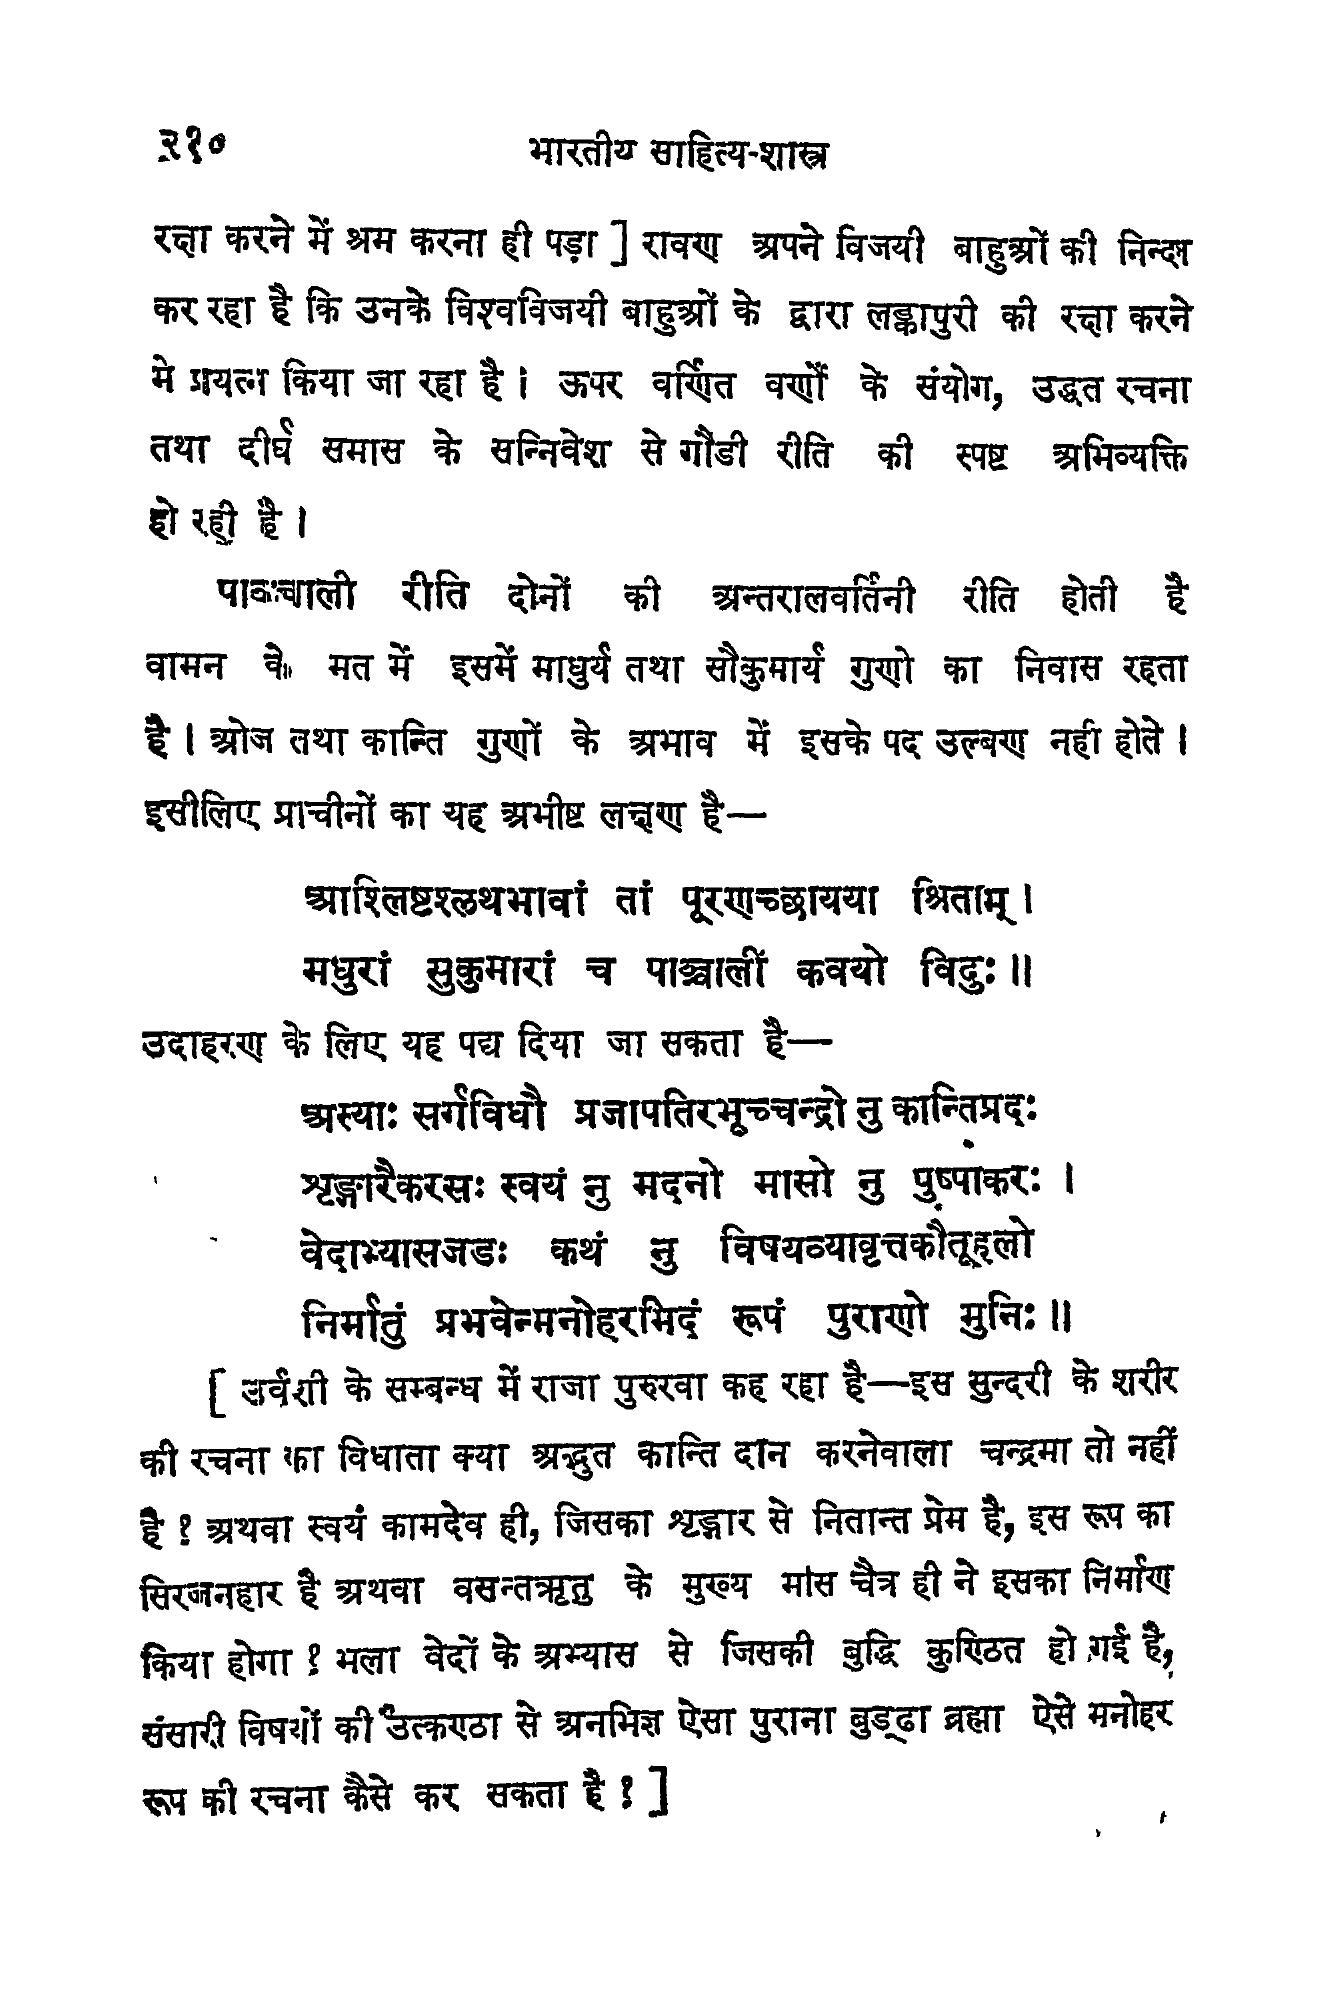 २१०
भारतीय साहित्य-शास्त्र
रक्षा करने में श्रम करना ही पड़ा ] रावण अपने विजयी बाहुओं की निन्दा
कर रहा है कि उनके विश्वविजयी बाहुओं के द्वारा लङ्कापुरी की रक्षा करने
मे प्रयत्न किया जा रहा है। ऊपर वर्णित वर्णों के संयोग, उद्धत रचना
तथा दीर्घ समास के सन्निवेश से गौडी रीति की स्पष्ट अभिव्यक्ति
हो रही है।
पाञ्चाली रीति दोनों की अन्तरालवर्तिनी रीति होती है
वामन के मत में इसमें माधुर्य तथा सौकुमार्य गुणो का निवास रहता
है। ओज तथा कान्ति गुणों के अभाव में इसके पद उल्बण नहीं होते।
इसीलिए प्राचीनों का यह अभीष्ट लक्षण है—
आश्लिष्टश्लथभावां तां पूरणच्छायया श्रिताम्।
मधुरां सुकुमारां च पाञ्चालीं कवयो विदुः॥
उदाहरण के लिए यह पद्य दिया जा सकता है—
अस्याः सर्गविधौ प्रजापतिरभूच्चन्द्रो नु कान्तिप्रदः
शृङ्गारैकरसः स्वयं नु मदनो मासो नु पुष्पाकरः।
वेदाभ्यासजडः कथं नु विषयव्यावृत्तकौतूहलो
निर्मातुं प्रभवेन्मनोहरमिदं रूपं पुराणो मुनिः॥
[ उर्वशी के सम्बन्ध में राजा पुरुरवा कह रहा है—इस सुन्दरी के शरीर
की रचना का विधाता क्या अद्भुत कान्ति दान करनेवाला चन्द्रमा तो नहीं
है ? अथवा स्वयं कामदेव ही, जिसका शृङ्गार से नितान्त प्रेम है, इस रूप का
सिरजनहार है अथवा वसन्तऋतु के मुख्य मास चैत्र ही ने इसका निर्माण
किया होगा ? भला वेदों के अभ्यास से जिसकी बुद्धि कुण्ठित हो गई है,
संसारी विषयों की उत्कण्ठा से अनभिज्ञ ऐसा पुराना बुड्ढा ब्रह्मा ऐसे मनोहर
रूप की रचना कैसे कर सकता है ? ]